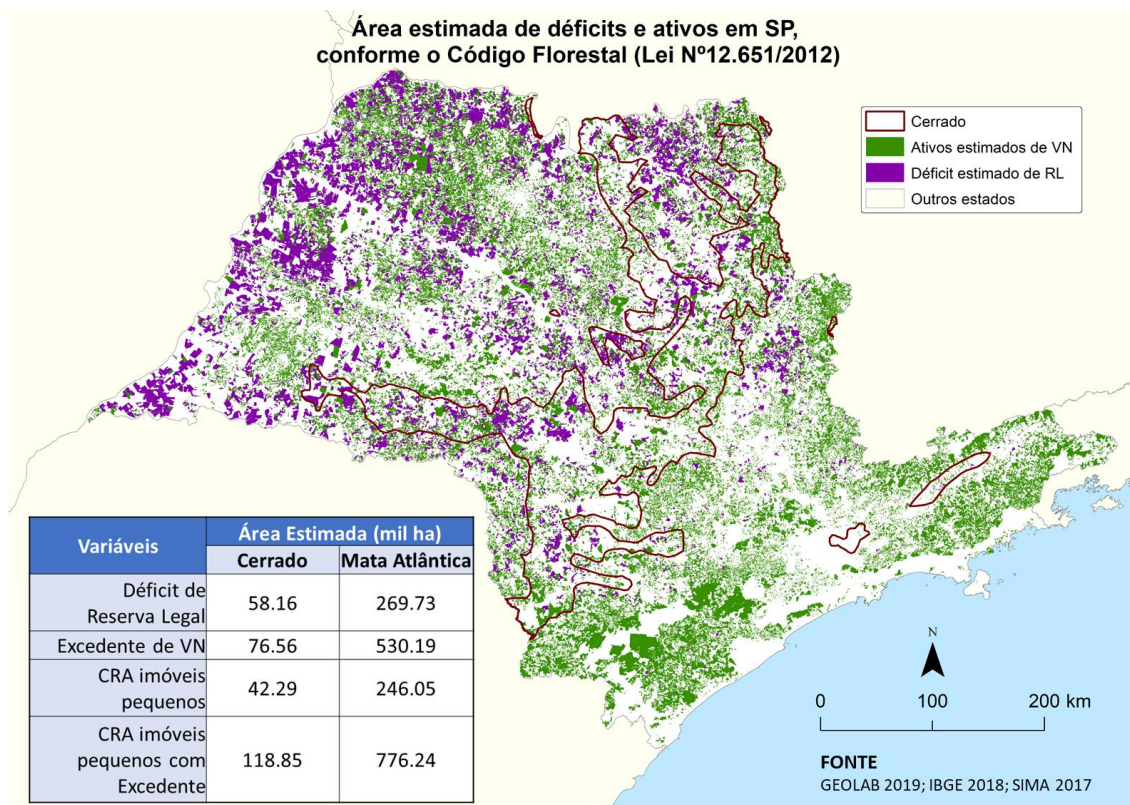 Área estimada de déficits e ativos em SP,
conforme o Código Florestal (Lei Nº12.651/2012)
Cerrado
Ativos estimados de VN
Déficit estimado de RL
Outros estados
Variáveis
Área Estimada (mil ha)
Cerrado Mata Atlântica
Déficit de
Reserva Legal
58.16 269.73
Excedente de VN 76.56 530.19
CRA imóveis
pequenos
42.29 246.05
CRA imóveis
pequenos com
Excedente
118.85 776.24
N
0 100 200 km
FONTE
GEOLAB 2019; IBGE 2018; SIMA 2017